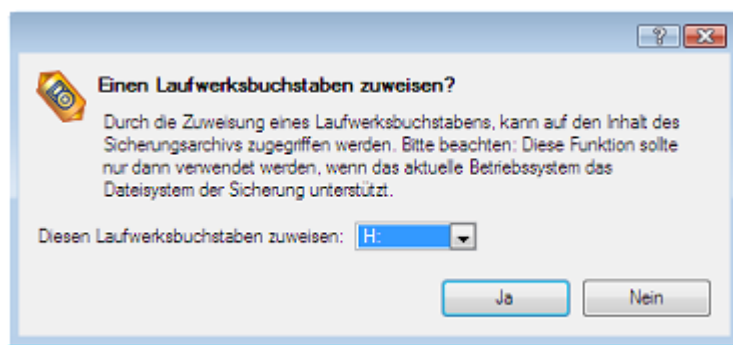 Einen Laufwerksbuchstaben zuweisen?
Durch die Zuweisung eines Laufwerksbuchstabens, kann auf den Inhalt des
Sicherungsarchivs zugegriffen werden. Bitte beachten: Diese Funktion sollte
nur dann verwendet werden, wenn das aktuelle Betriebssystem das
Dateisystem der Sicherung unterstützt.
Diesen Laufwerksbuchstaben zuweisen: H:
Ja Nein